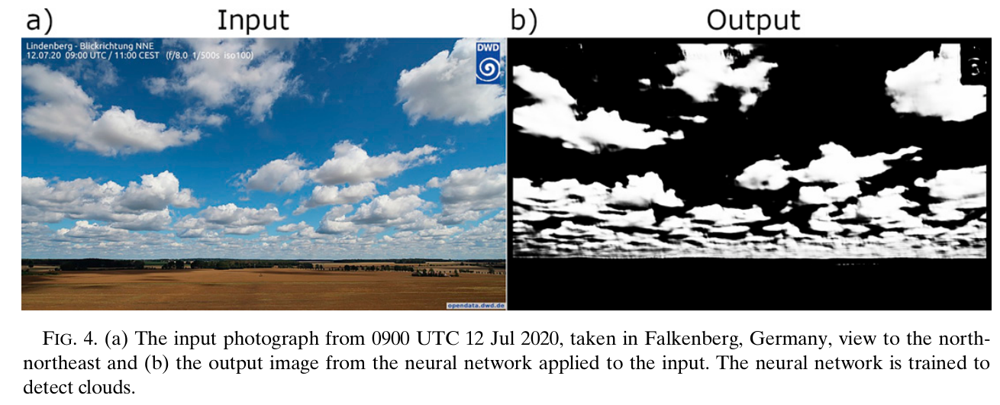 a) Input b) Output
Lindenberg - Blickrichtung NNE
12.07.20 09:00 UTC / 11:00 CEST (f/8.0 1/500s iso100)
DWD
opendata.dwd.de
FIG. 4. (a) The input photograph from 0900 UTC 12 Jul 2020, taken in Falkenberg, Germany, view to the north-
northeast and (b) the output image from the neural network applied to the input. The neural network is trained to
detect clouds.